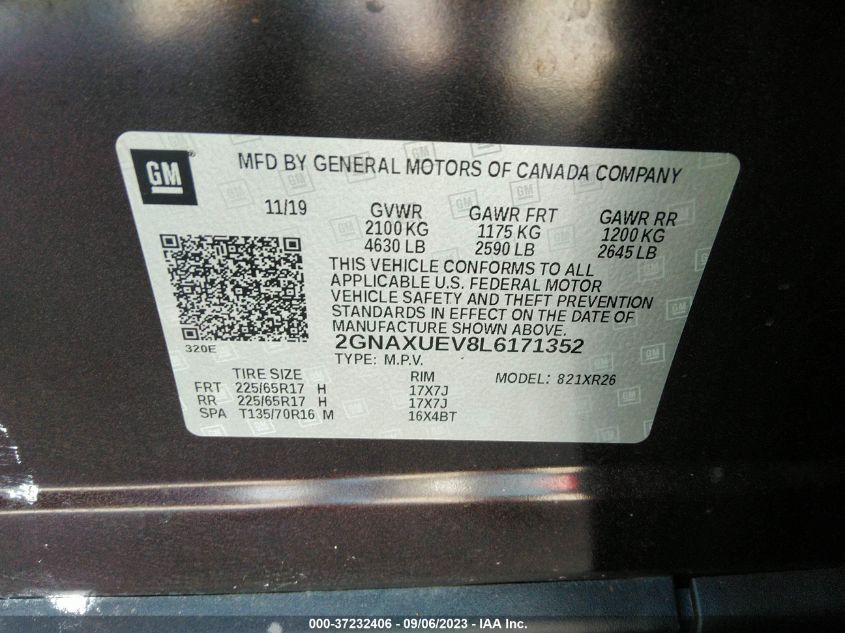 GM
MFD BY GENERAL MOTORS OF CANADA COMPANY
11/19
GVWR GAWR FRT GAWR RR
2100 KG 1175 KG 1200 KG
4630 LB 2590 LB 2645 LB
THIS VEHICLE CONFORMS TO ALL
APPLICABLE U.S. FEDERAL MOTOR
VEHICLE SAFETY AND THEFT PREVENTION
STANDARDS IN EFFECT ON THE DATE OF
MANUFACTURE SHOWN ABOVE.
320E
2GNAXUEV8L6171352
TYPE: M.P.V.
TIRE SIZE RIM MODEL: 821XR26
FRT 225/65R17 H 17X7J
RR 225/65R17 H 17X7J
SPA T135/70R16 M 16X4BT
000-37232406 - 09/06/2023 - IAA Inc.